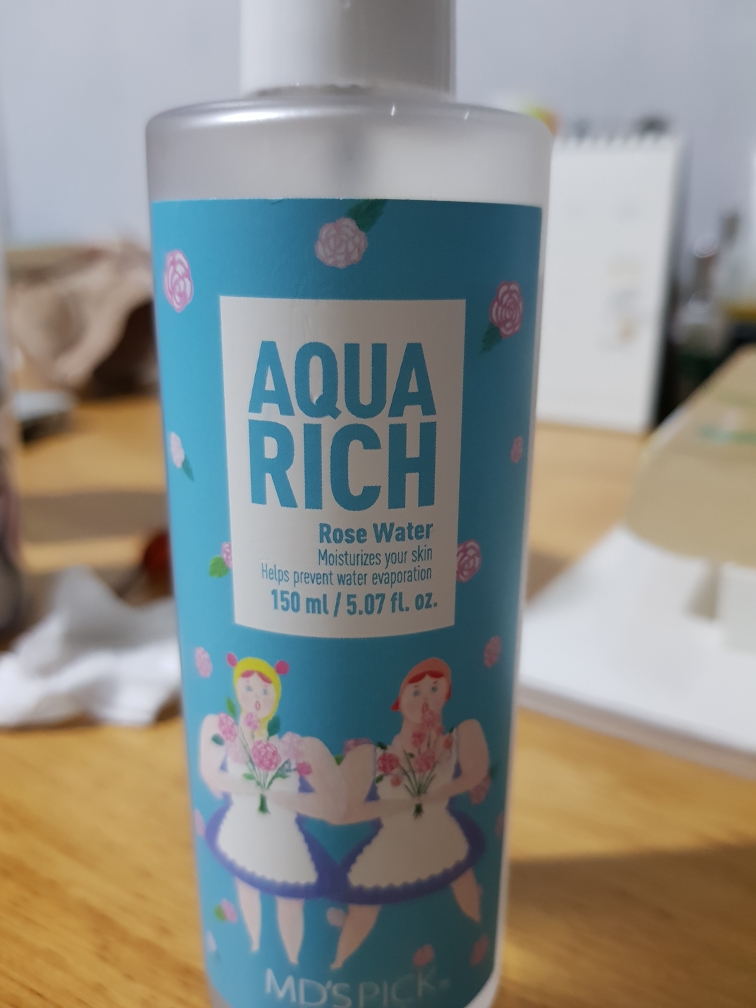 AQUA
RICH
Rose Water
Moisturizes your skin
Helps prevent water evaporation
150 ml / 5.07 fl. oz.
MD'S PICK